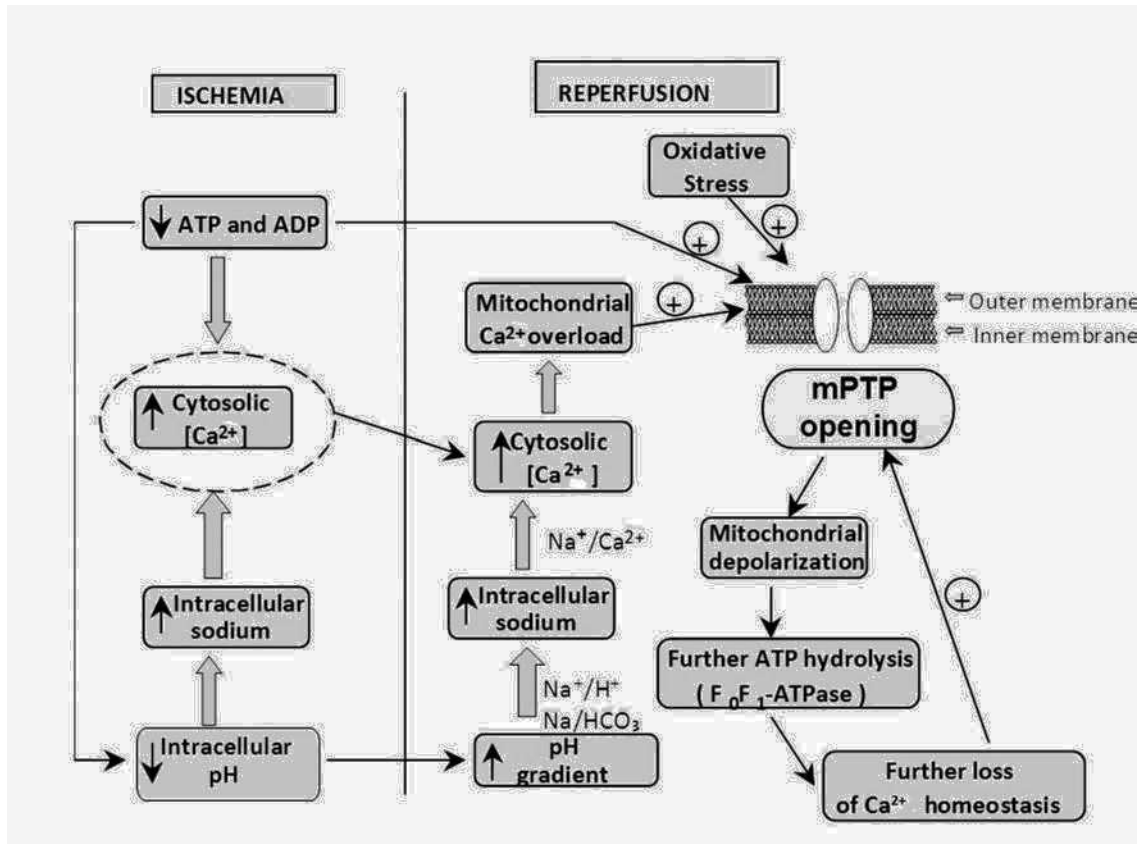 ISCHEMIA
REPERFUSION
Oxidative
Stress
↓ ATP and ADP
+
+
Mitochondrial
Ca²⁺overload
+
⇐ Outer membrane
⇐ Inner membrane
↑ Cytosolic
[Ca²⁺]
↑ Cytosolic
[Ca²⁺]
mPTP
opening
Na⁺/Ca²⁺
Mitochondrial
depolarization
↑ Intracellular
sodium
↑ Intracellular
sodium
+
Further ATP hydrolysis
( F₀F₁-ATPase )
Na⁺/H⁺
Na/HCO₃
↓ Intracellular
pH
↑ pH
gradient
Further loss
of Ca²⁺ homeostasis